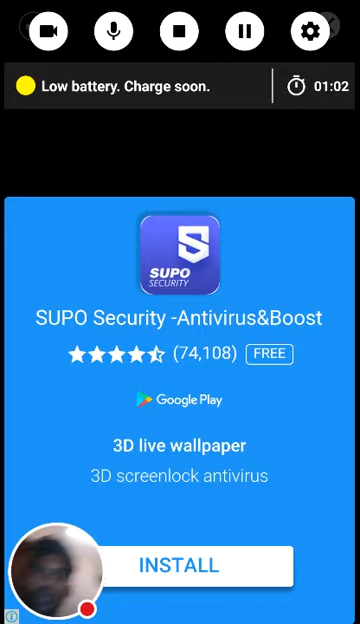 Low battery. Charge soon.
01:02
S
SUPO
SECURITY
SUPO Security -Antivirus&Boost
(74,108) FREE
Google Play
3D live wallpaper
3D screenlock antivirus
INSTALL